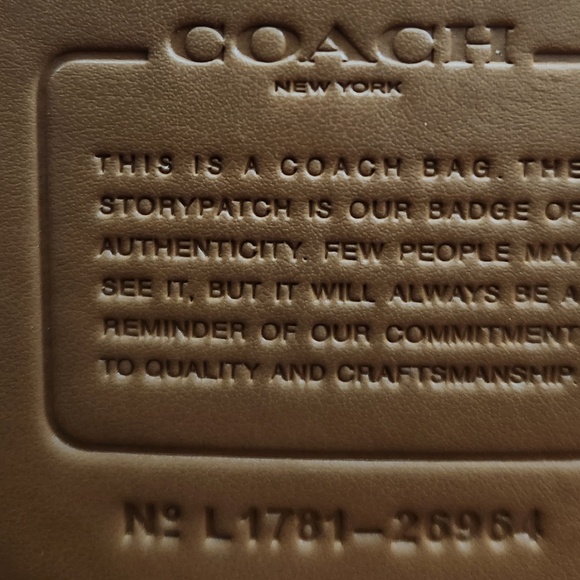 COACH
NEW YORK
THIS IS A COACH BAG. THE
STORYPATCH IS OUR BADGE OF
AUTHENTICITY. FEW PEOPLE MAY
SEE IT, BUT IT WILL ALWAYS BE A
REMINDER OF OUR COMMITMENT
TO QUALITY AND CRAFTSMANSHIP
Nº L1781-26964